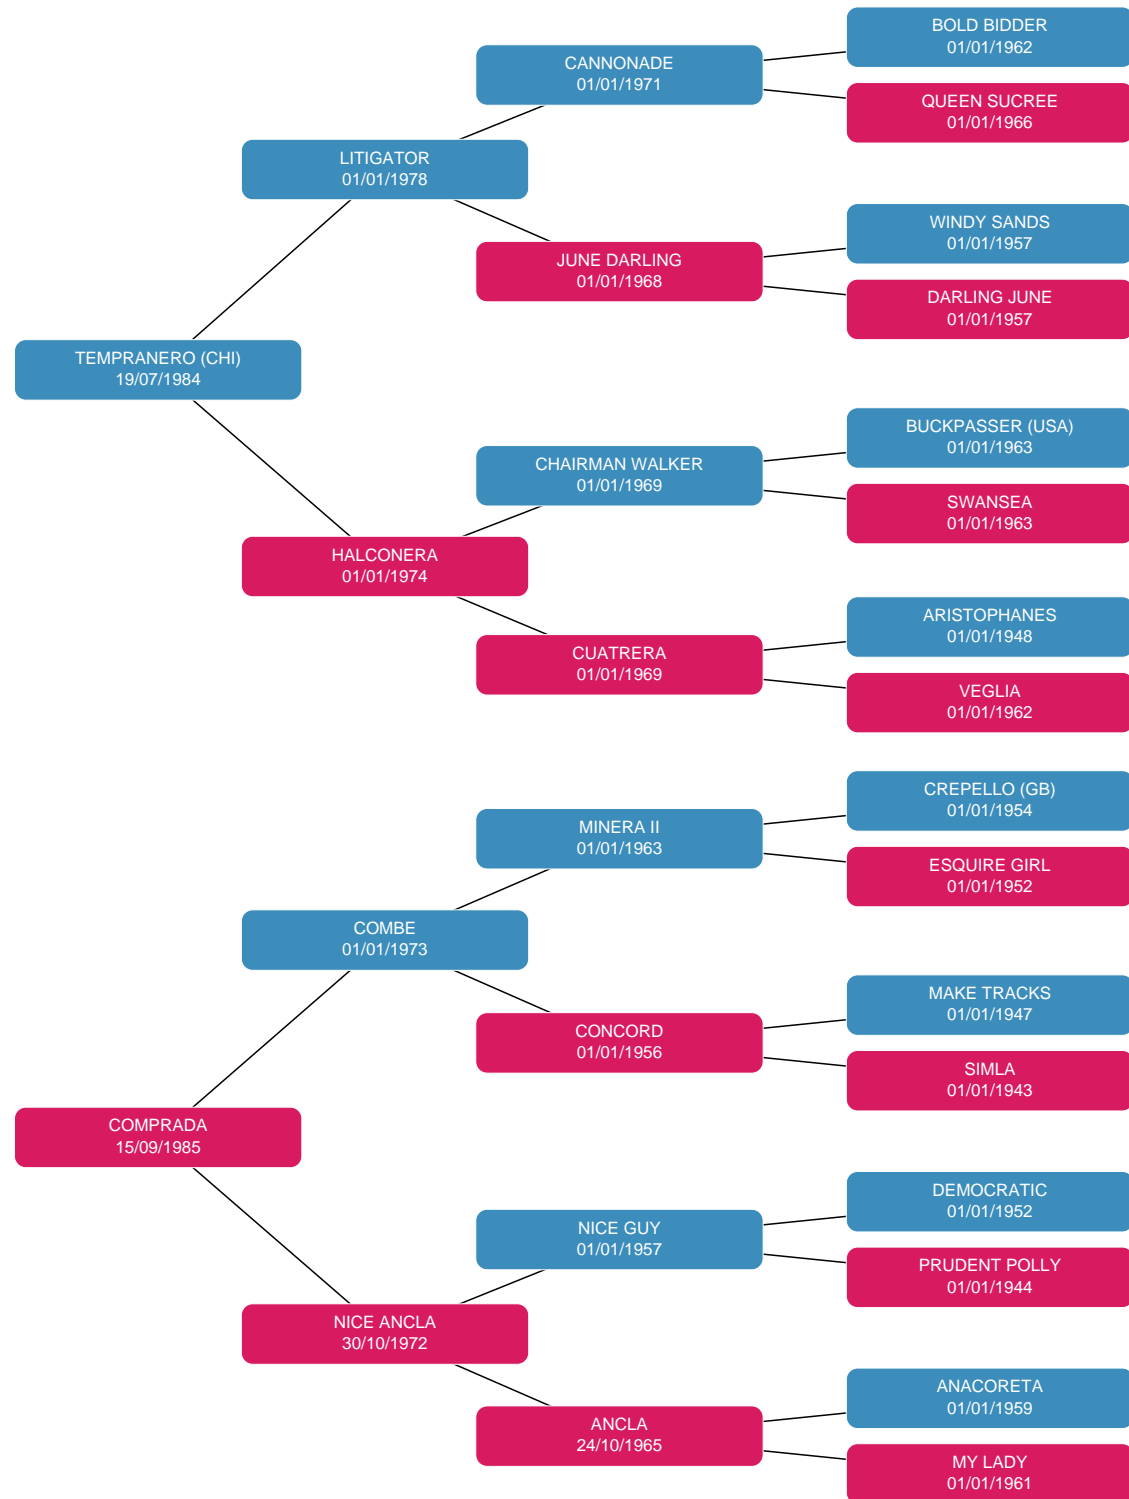 BOLD BIDDER
01/01/1962
CANNONADE
01/01/1971
QUEEN SUCREE
01/01/1966
LITIGATOR
01/01/1978
WINDY SANDS
01/01/1957
JUNE DARLING
01/01/1968
DARLING JUNE
01/01/1957
TEMPRANERO (CHI)
19/07/1984
BUCKPASSER (USA)
01/01/1963
CHAIRMAN WALKER
01/01/1969
SWANSEA
01/01/1963
HALCONERA
01/01/1974
ARISTOPHANES
01/01/1948
CUATRERA
01/01/1969
VEGLIA
01/01/1962
CREPELLO (GB)
01/01/1954
MINERA II
01/01/1963
ESQUIRE GIRL
01/01/1952
COMBE
01/01/1973
MAKE TRACKS
01/01/1947
CONCORD
01/01/1956
SIMLA
01/01/1943
COMPRADA
15/09/1985
DEMOCRATIC
01/01/1952
NICE GUY
01/01/1957
PRUDENT POLLY
01/01/1944
NICE ANCLA
30/10/1972
ANACORETA
01/01/1959
ANCLA
24/10/1965
MY LADY
01/01/1961